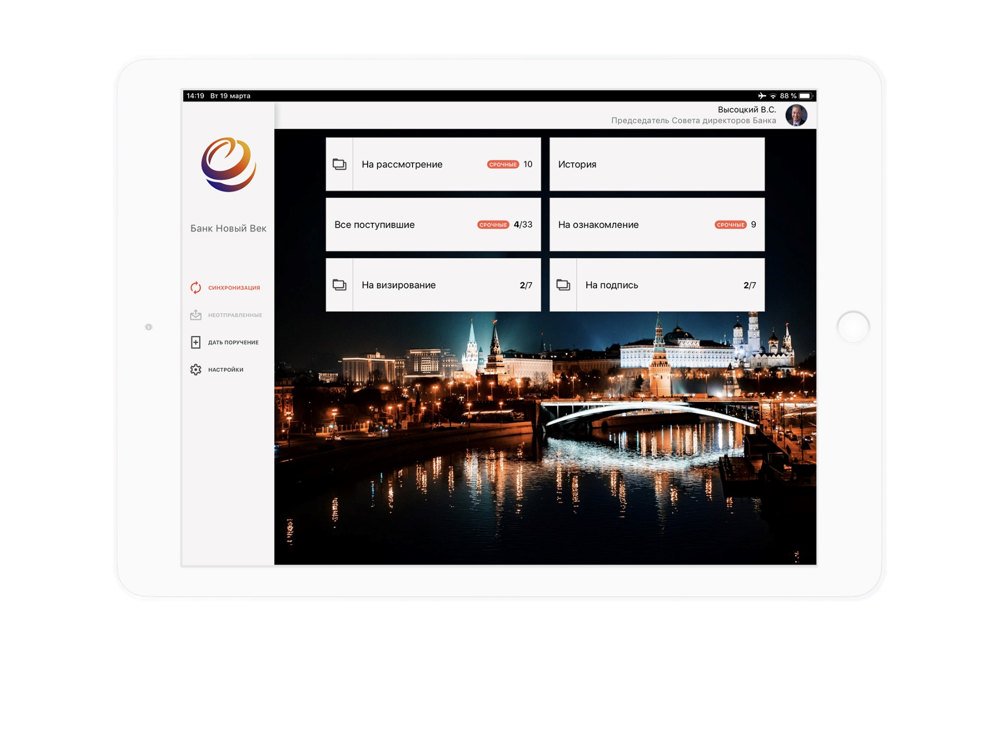 14:19 Вт 19 марта 88 %
Высоцкий В.С.
Председатель Совета директоров Банка
Банк Новый Век
СИНХРОНИЗАЦИЯ
НЕОТПРАВЛЕННЫЕ
ДАТЬ ПОРУЧЕНИЕ
НАСТРОЙКИ
На рассмотрение СРОЧНЫЕ 10
История
Все поступившие СРОЧНЫЕ 4/33
На ознакомление СРОЧНЫЕ 9
На визирование 2/7
На подпись 2/7